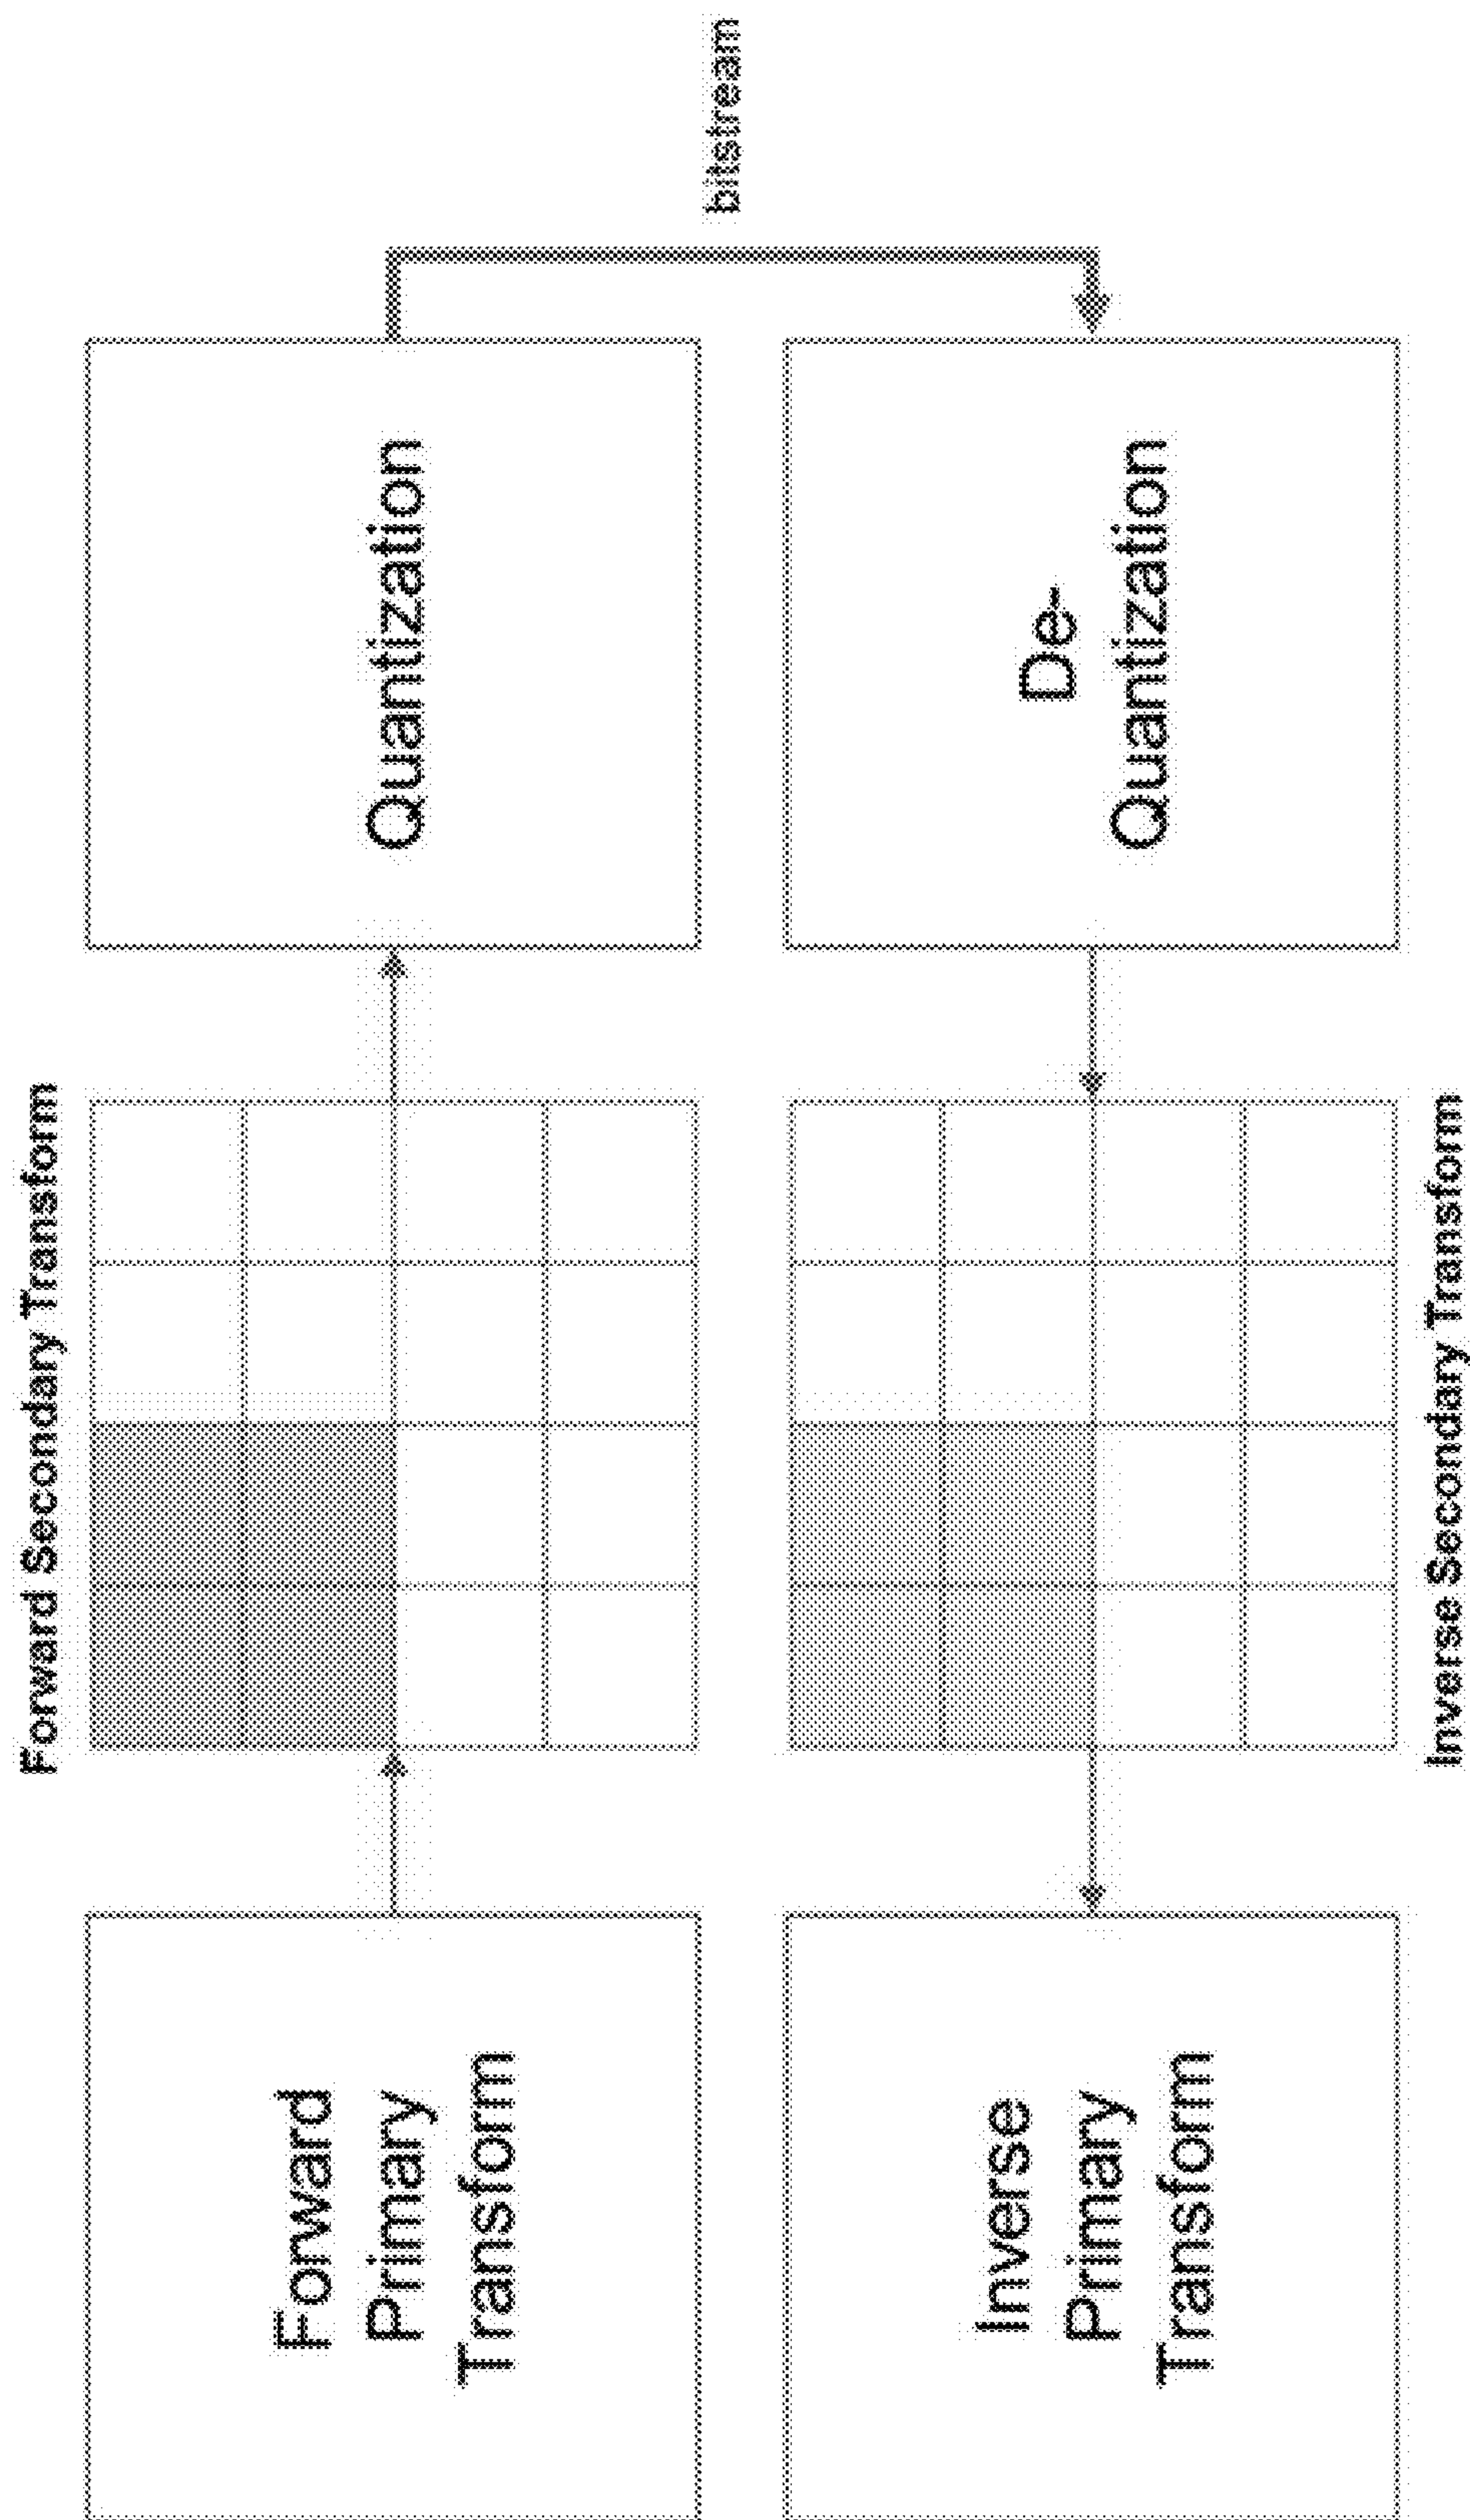 Forward Secondary Transform
Forward
Primary
Transform
Quantization
bitstream
Inverse
Primary
Transform
De-
Quantization
Inverse Secondary Transform